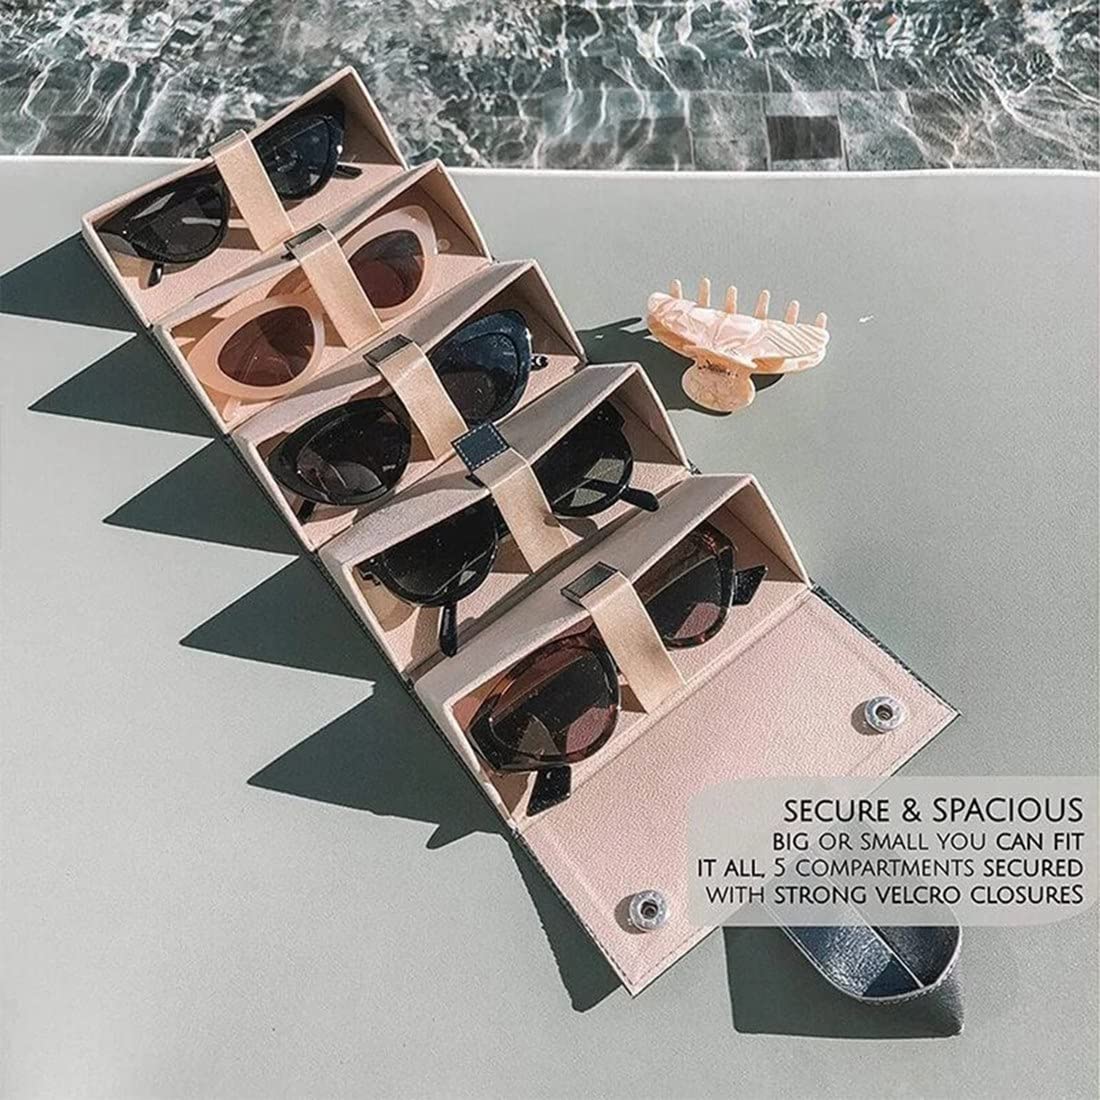 SECURE & SPACIOUS
BIG OR SMALL YOU CAN FIT
IT ALL, 5 COMPARTMENTS SECURED
WITH STRONG VELCRO CLOSURES